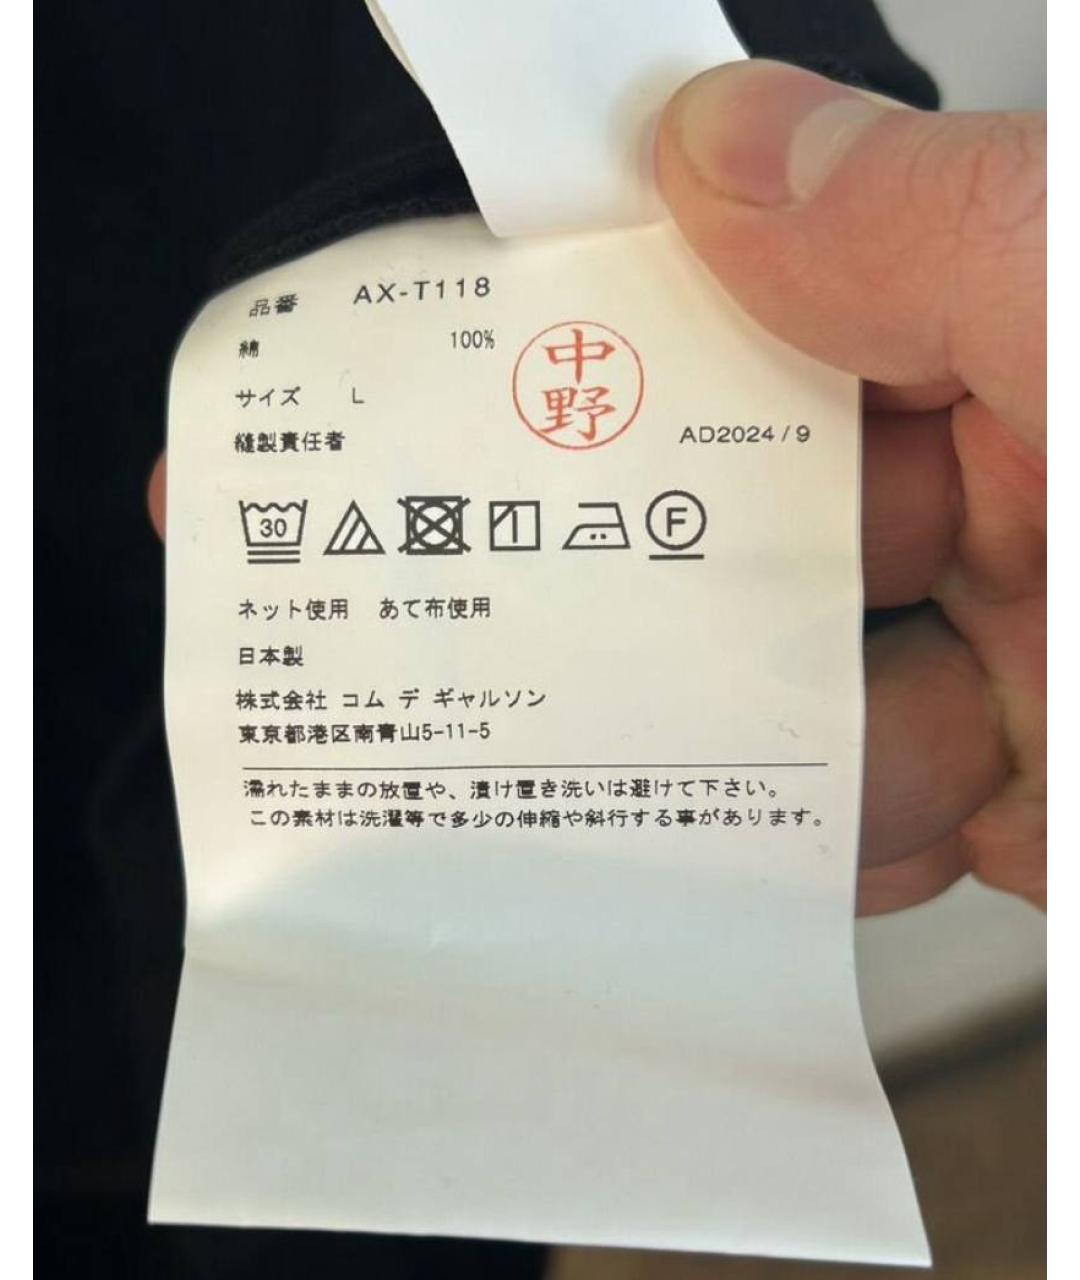 品番 AX-T118
綿 100%
中野
サイズ L
縫製責任者 AD2024/9
30 F
ネット使用 あて布使用
日本製
株式会社 コム デ ギャルソン
東京都港区南青山5-11-5
濡れたままの放置や、漬け置き洗いは避けて下さい。
この素材は洗濯等で多少の伸縮や斜行する事があります。